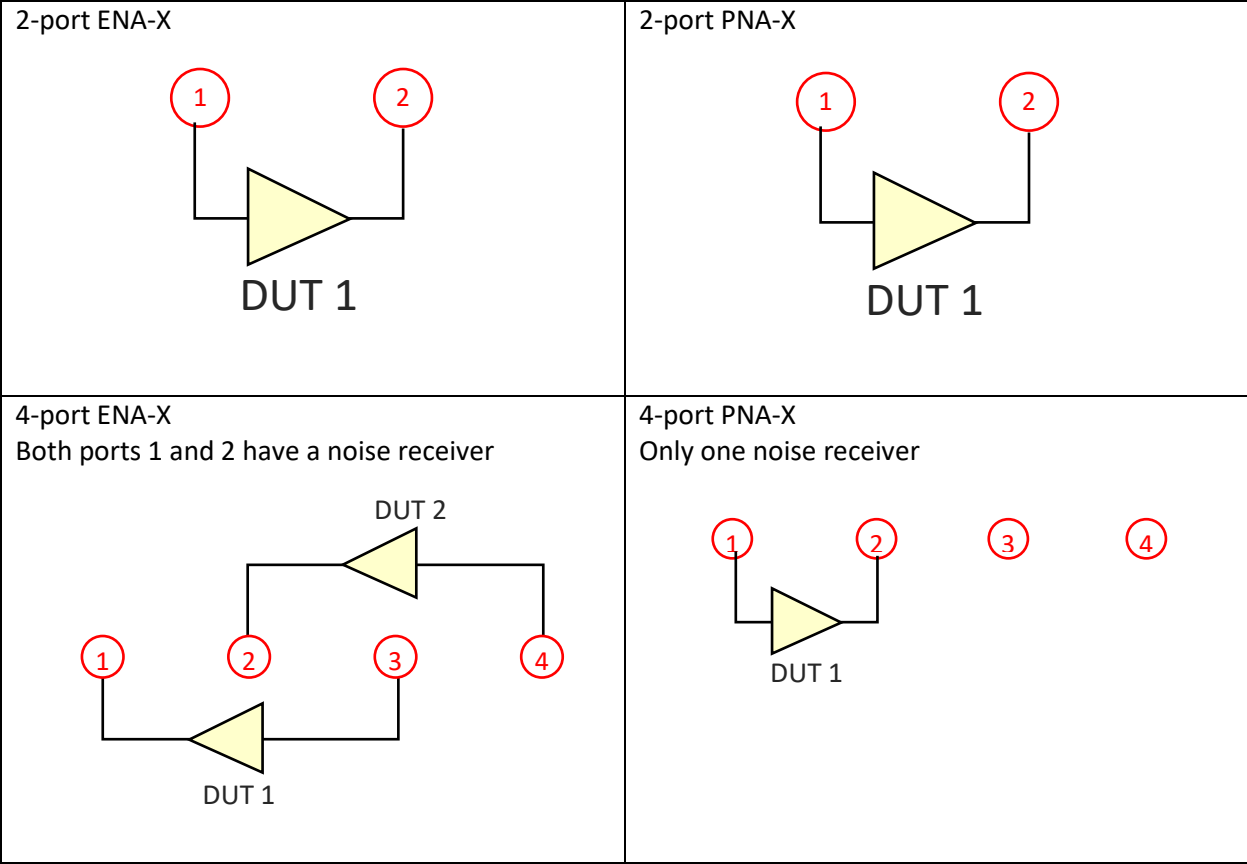 2-port ENA-X
1
2
DUT 1
2-port PNA-X
1
2
DUT 1
4-port ENA-X
Both ports 1 and 2 have a noise receiver
DUT 2
1
2
3
4
DUT 1
4-port PNA-X
Only one noise receiver
1
2
3
4
DUT 1